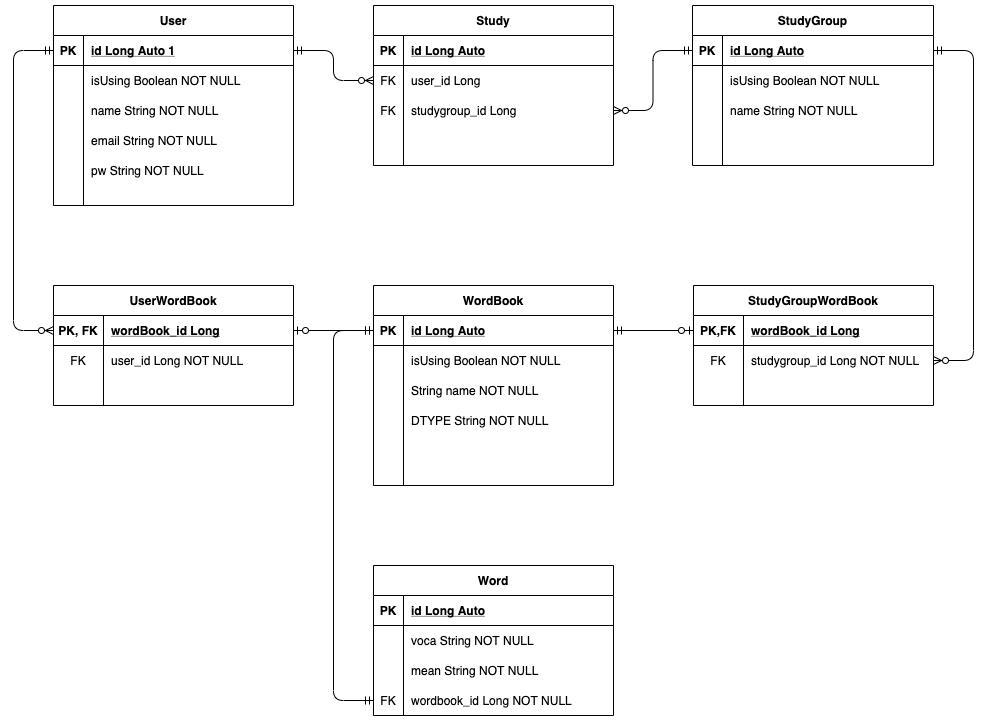 User
PK id Long Auto 1
isUsing Boolean NOT NULL
name String NOT NULL
email String NOT NULL
pw String NOT NULL
Study
PK id Long Auto
FK user_id Long
FK studygroup_id Long
StudyGroup
PK id Long Auto
isUsing Boolean NOT NULL
name String NOT NULL
UserWordBook
PK, FK wordBook_id Long
FK user_id Long NOT NULL
WordBook
PK id Long Auto
isUsing Boolean NOT NULL
String name NOT NULL
DTYPE String NOT NULL
StudyGroupWordBook
PK,FK wordBook_id Long
FK studygroup_id Long NOT NULL
Word
PK id Long Auto
voca String NOT NULL
mean String NOT NULL
FK wordbook_id Long NOT NULL